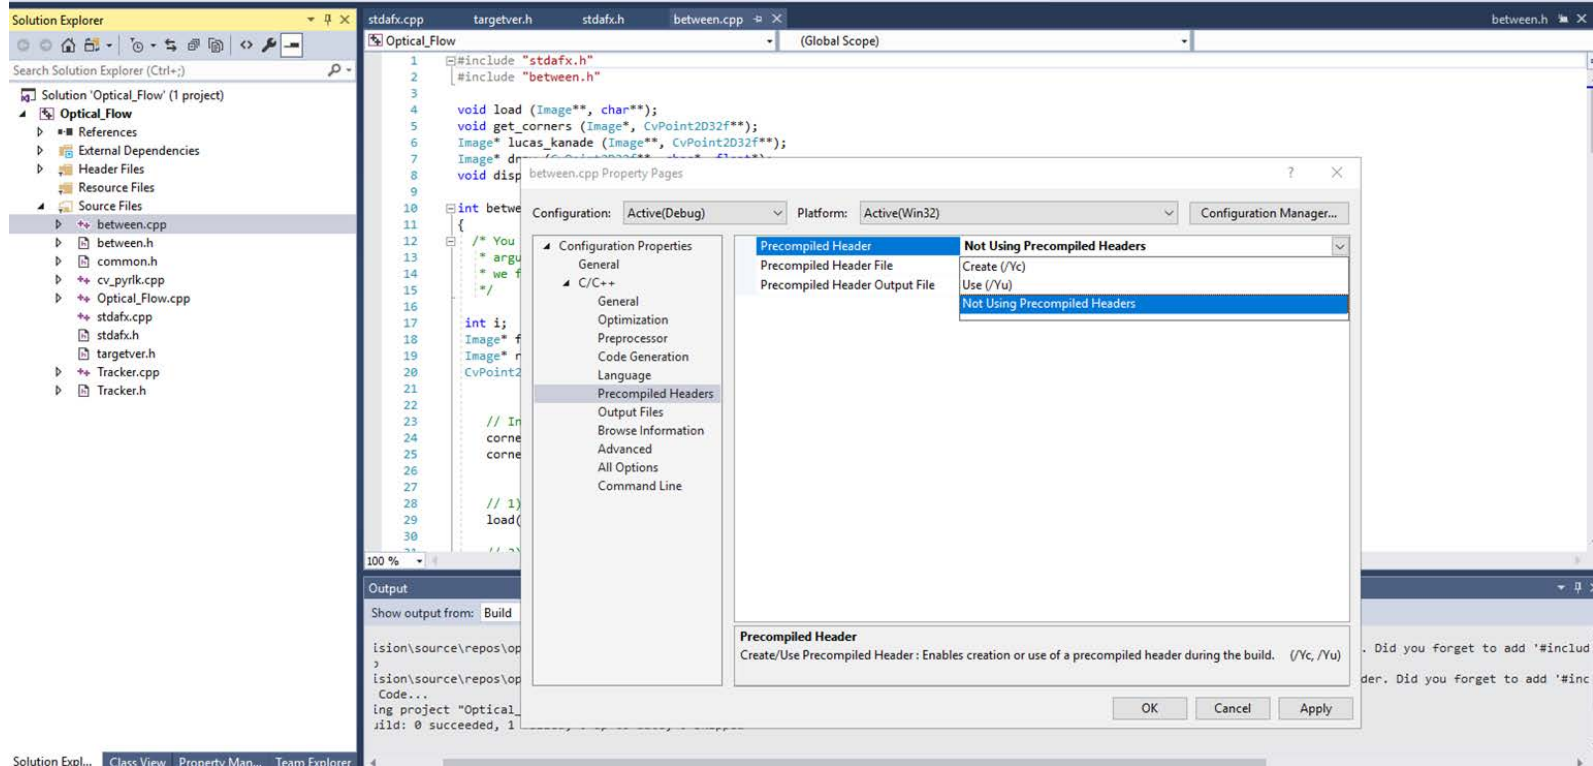 Solution Explorer
Search Solution Explorer (Ctrl+;)
Solution 'Optical_Flow' (1 project)
Optical_Flow
References
External Dependencies
Header Files
Resource Files
Source Files
between.cpp
between.h
common.h
cv_pyrlk.cpp
Optical_Flow.cpp
stdafx.cpp
stdafx.h
targetver.h
Tracker.cpp
Tracker.h
Solution Expl... Class View Property Man... Team Explorer
stdafx.cpp targetver.h stdafx.h between.cpp between.h
Optical_Flow (Global Scope)
1 #include "stdafx.h"
2 #include "between.h"
3
4 void load (Image**, char**);
5 void get_corners (Image*, CvPoint2D32f**);
6 Image* lucas_kanade (Image**, CvPoint2D32f**);
7 Image*
8 void disp
9
10 int betwe
11 {
12 /* You
13 * argu
14 * we f
15 */
16
17 int i;
18 Image* f
19 Image*
20 CvPoint2
21
22
23 // In
24 corne
25 corne
26
27
28 // 1)
29 load(
30
100 %
between.cpp Property Pages ?
Configuration: Active(Debug) Platform: Active(Win32) Configuration Manager...
Configuration Properties
General
C/C++
General
Optimization
Preprocessor
Code Generation
Language
Precompiled Headers
Output Files
Browse Information
Advanced
All Options
Command Line
Precompiled Header Not Using Precompiled Headers
Precompiled Header File Create (/Yc)
Precompiled Header Output File Use (/Yu)
Not Using Precompiled Headers
Precompiled Header
Create/Use Precompiled Header : Enables creation or use of a precompiled header during the build. (/Yc, /Yu)
OK Cancel Apply
Output
Show output from: Build
ision\source\repos\op . Did you forget to add '#includ
ision\source\repos\op der. Did you forget to add '#inc
Code...
ing project "Optical_
uild: 0 succeeded, 1